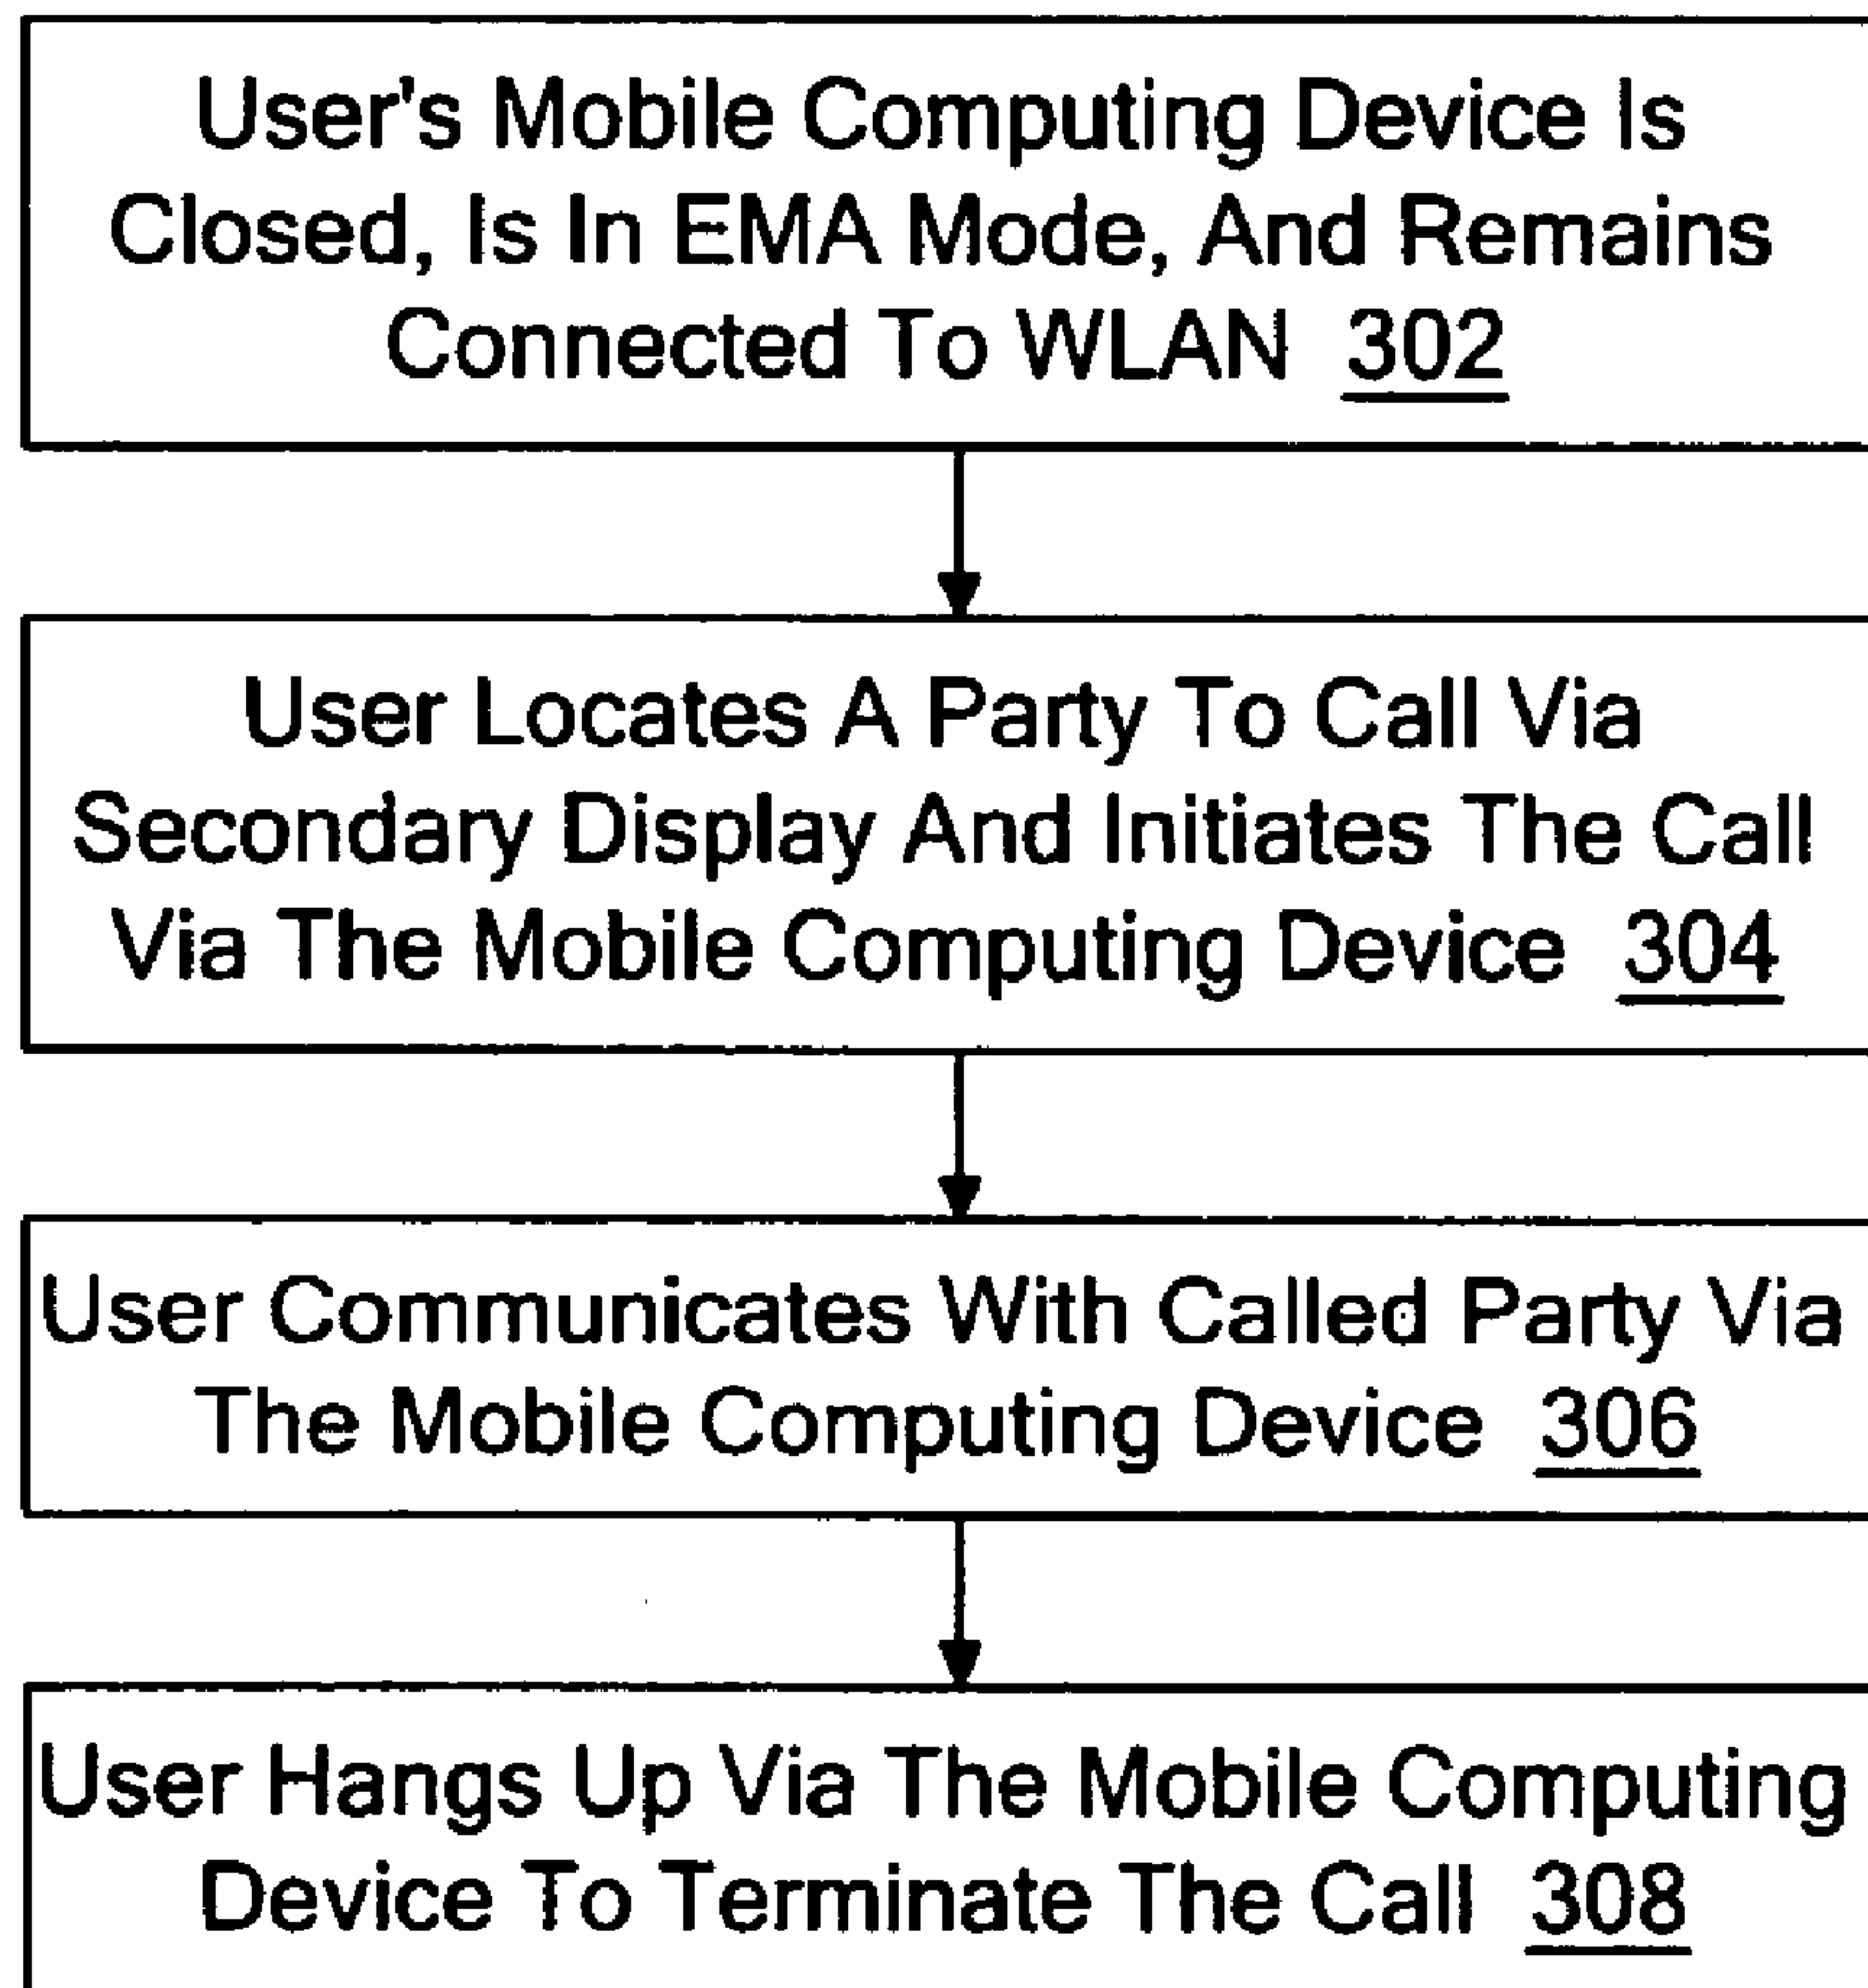 User's Mobile Computing Device Is
Closed, Is In EMA Mode, And Remains
Connected To WLAN 302
User Locates A Party To Call Via
Secondary Display And Initiates The Call
Via The Mobile Computing Device 304
User Communicates With Called Party Via
The Mobile Computing Device 306
User Hangs Up Via The Mobile Computing
Device To Terminate The Call 308